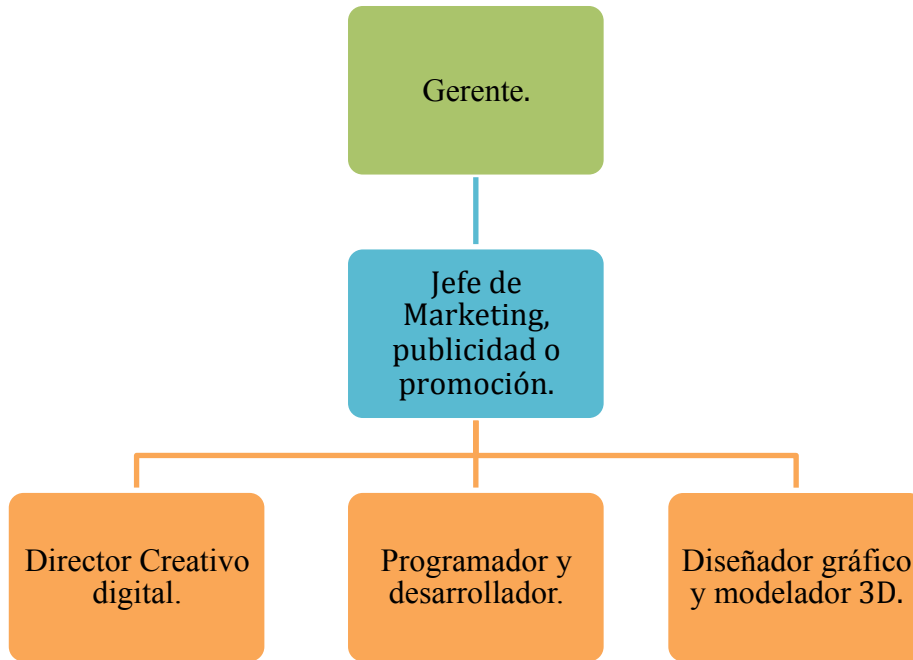 Gerente.
Jefe de
Marketing,
publicidad o
promoción.
Director Creativo
digital.
Programador y
desarrollador.
Diseñador gráfico
y modelador 3D.